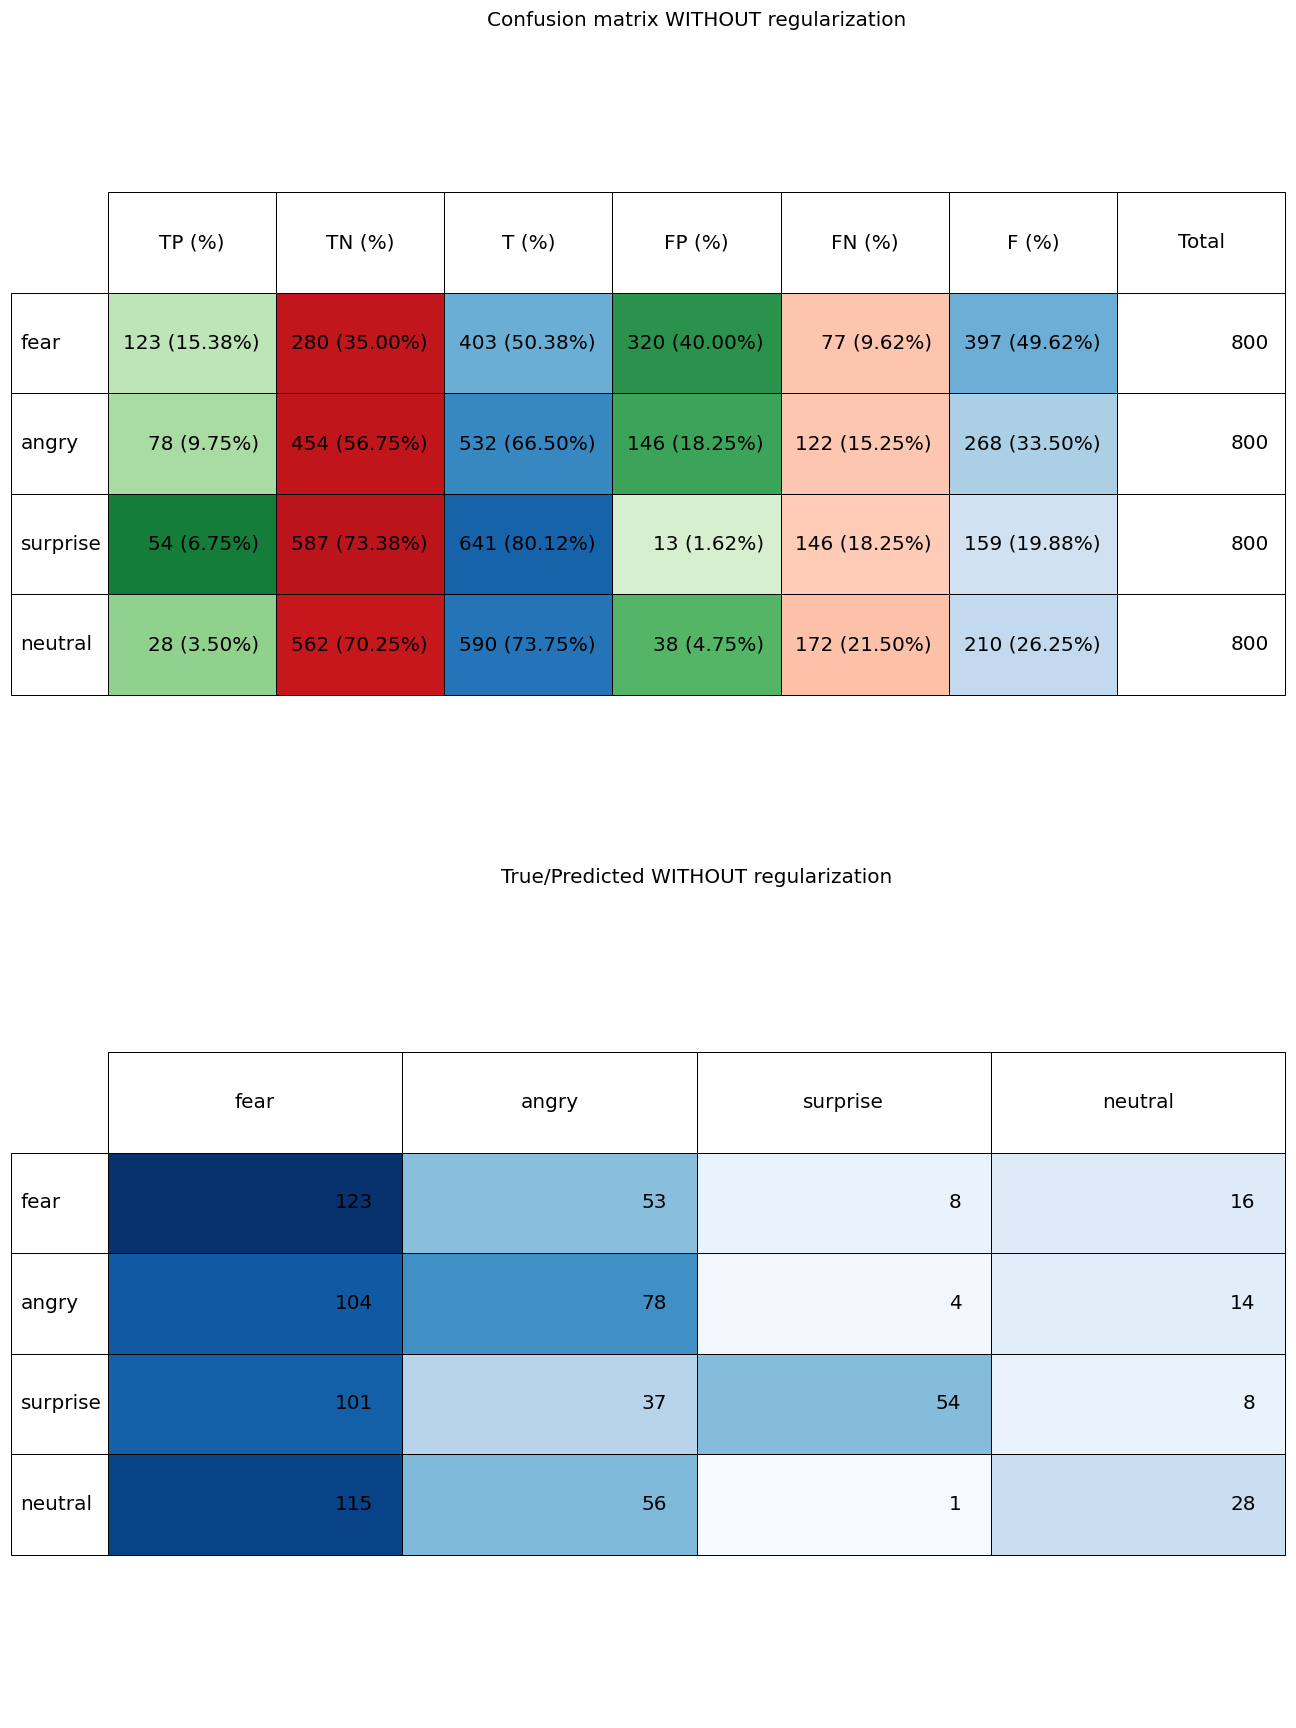 Confusion matrix WITHOUT regularization
TP (%) TN (%) T (%) FP (%) FN (%) F (%) Total
fear 123 (15.38%) 280 (35.00%) 403 (50.38%) 320 (40.00%) 77 (9.62%) 397 (49.62%) 800
angry 78 (9.75%) 454 (56.75%) 532 (66.50%) 146 (18.25%) 122 (15.25%) 268 (33.50%) 800
surprise 54 (6.75%) 587 (73.38%) 641 (80.12%) 13 (1.62%) 146 (18.25%) 159 (19.88%) 800
neutral 28 (3.50%) 562 (70.25%) 590 (73.75%) 38 (4.75%) 172 (21.50%) 210 (26.25%) 800
True/Predicted WITHOUT regularization
fear angry surprise neutral
fear 123 53 8 16
angry 104 78 4 14
surprise 101 37 54 8
neutral 115 56 1 28